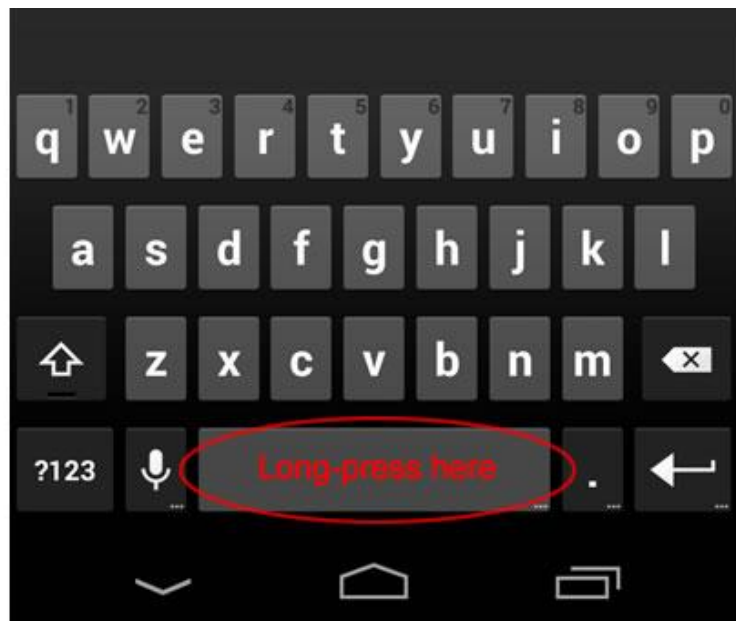 1 2 3 4 5 6 7 8 9 0
q w e r t y u i o p
a s d f g h j k l
z x c v b n m
?123 Long-press here .